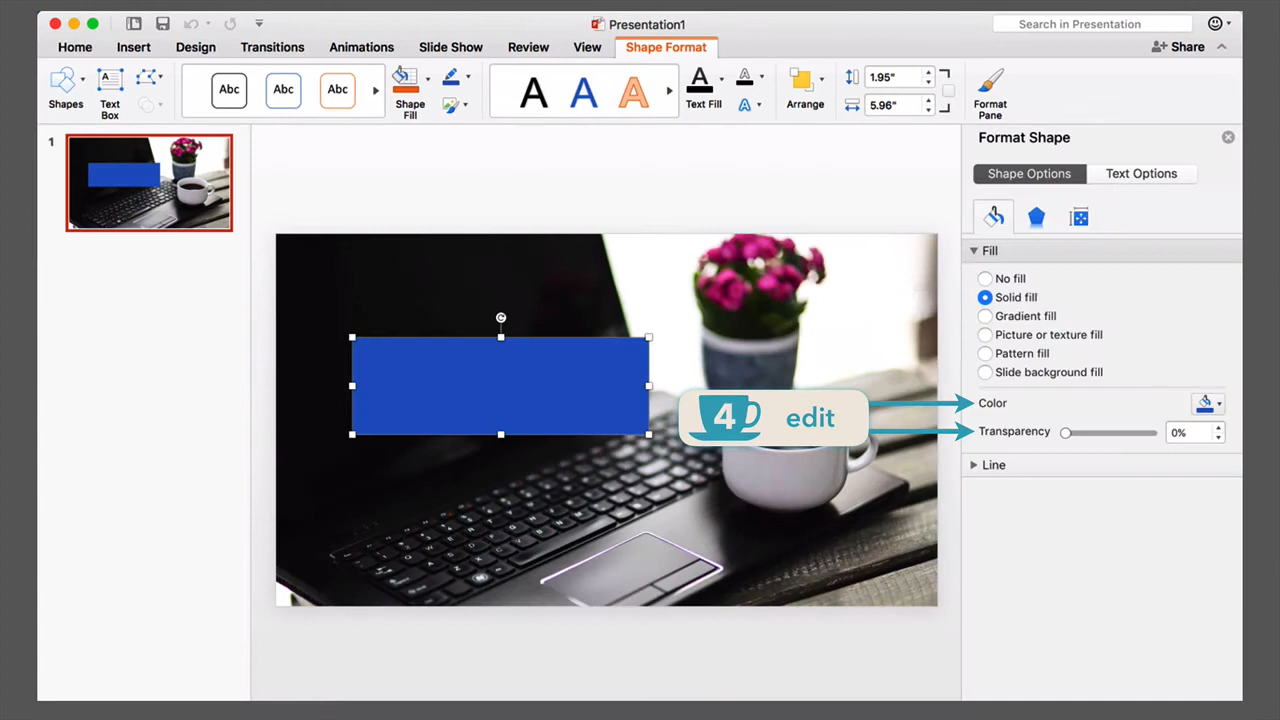 Presentation1
Search in Presentation
Home Insert Design Transitions Animations Slide Show Review View Shape Format Share
Abc Abc Abc
A A A
A
A
A
A
1.95"
5.96"
Shapes
Text Box
Shape Fill
Text Fill
Arrange
Format Pane
1
Format Shape
Shape Options Text Options
Fill
No fill
Solid fill
Gradient fill
Picture or texture fill
Pattern fill
Slide background fill
Color
4 edit
Transparency 0%
Line